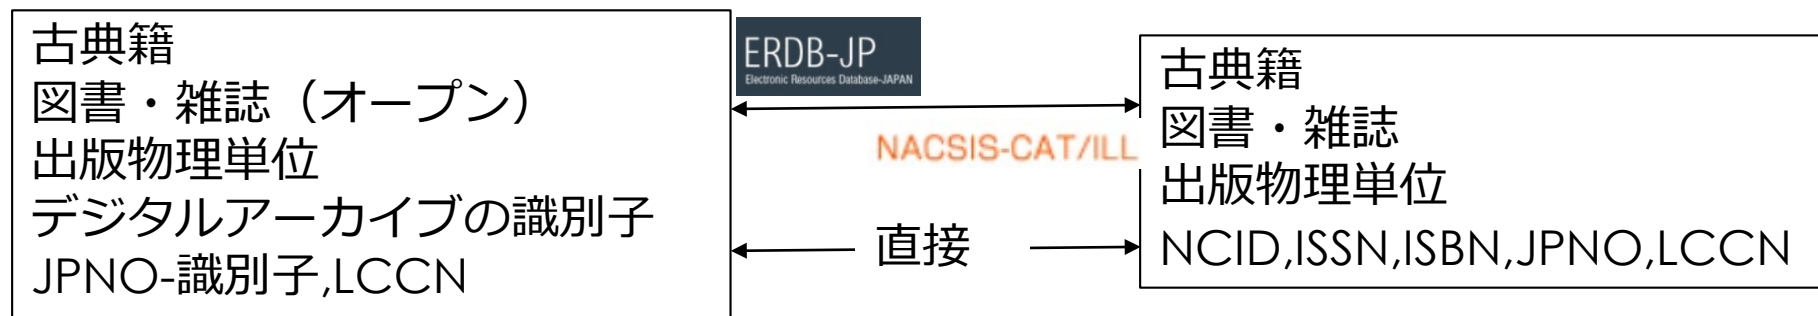 古典籍
図書・雑誌（オープン）
出版物理単位
デジタルアーカイブの識別子
JPNO-識別子,LCCN
ERDB-JP
Electronic Resources Database-JAPAN
NACSIS-CAT/ILL
直接
古典籍
図書・雑誌
出版物理単位
NCID,ISSN,ISBN,JPNO,LCCN